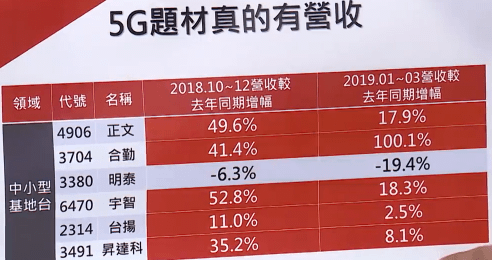 5G題材真的有營收
領域 代號 名稱 2018.10~12營收較去年同期增幅 2019.01~03營收較去年同期增幅
中小型基地台
4906 正文 49.6% 17.9%
3704 合勤 41.4% 100.1%
3380 明泰 -6.3% -19.4%
6470 宇智 52.8% 18.3%
2314 台揚 11.0% 2.5%
3491 昇達科 35.2% 8.1%